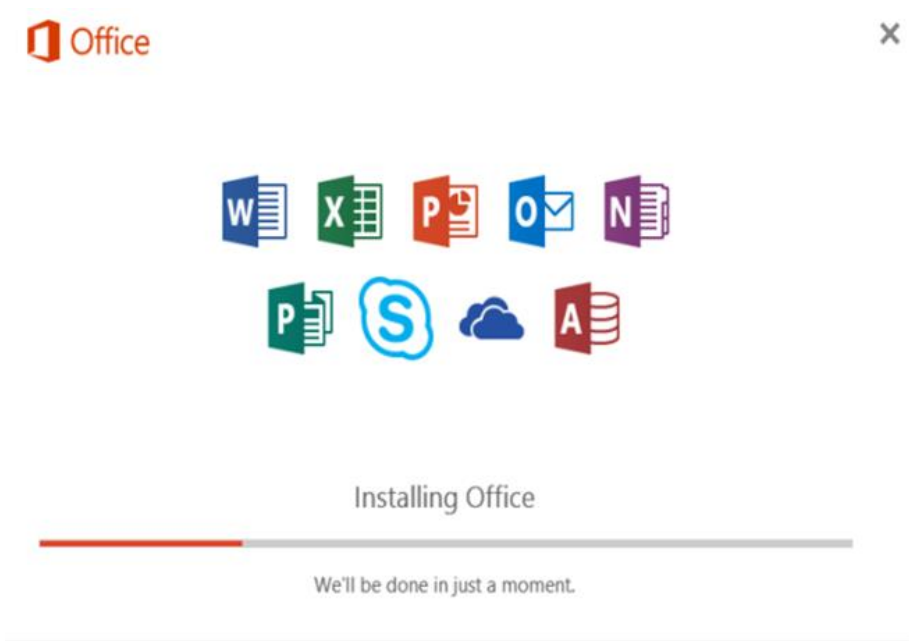 Office
W X P O N
P S A
Installing Office
We'll be done in just a moment.